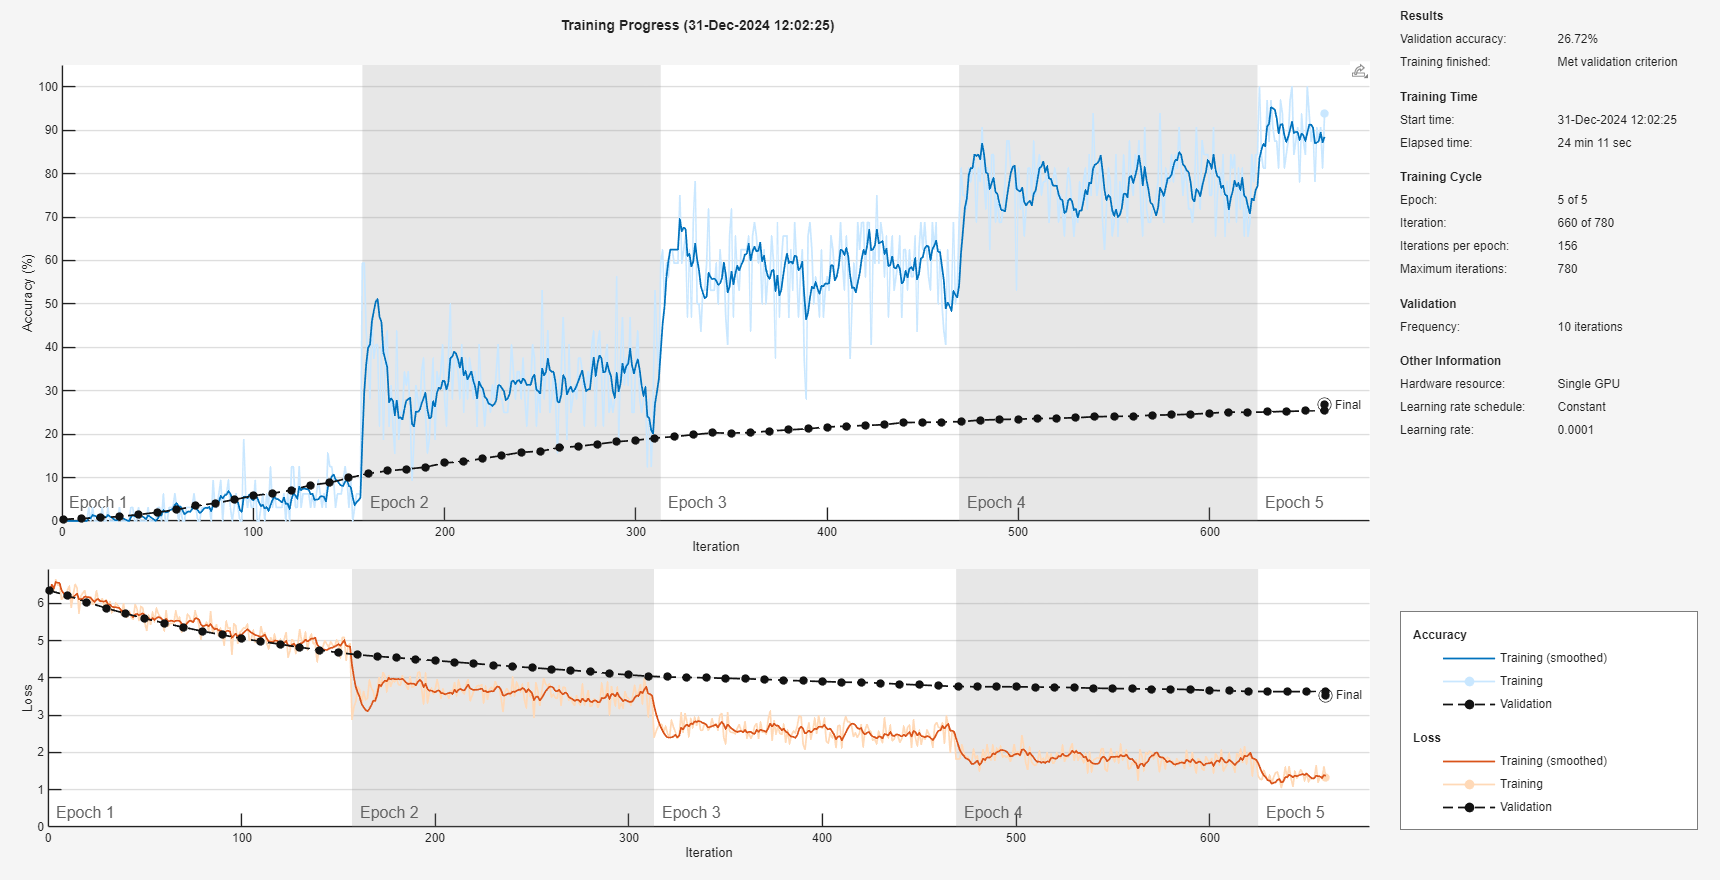 Training Progress (31-Dec-2024 12:02:25)
100
90
80
70
60
50
40
30
20
10
0
Accuracy (%)
Final
Epoch 1
Epoch 2
Epoch 3
Epoch 4
Epoch 5
0
100
200
300
400
500
600
Iteration
6
5
4
3
2
1
0
Loss
Final
Epoch 1
Epoch 2
Epoch 3
Epoch 4
Epoch 5
0
100
200
300
400
500
600
Iteration
Results
Validation accuracy: 26.72%
Training finished: Met validation criterion
Training Time
Start time: 31-Dec-2024 12:02:25
Elapsed time: 24 min 11 sec
Training Cycle
Epoch: 5 of 5
Iteration: 660 of 780
Iterations per epoch: 156
Maximum iterations: 780
Validation
Frequency: 10 iterations
Other Information
Hardware resource: Single GPU
Learning rate schedule: Constant
Learning rate: 0.0001
Accuracy
Training (smoothed)
Training
Validation
Loss
Training (smoothed)
Training
Validation